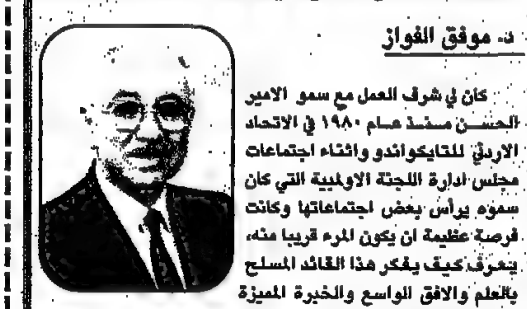 د. موفق الفواز
كان لي شرف العمل مع سمو الامير
الحسن منذ عام ١٩٨٠ في الاتحاد
الاردني للتايكواندو واثناء اجتماعات
مجلس ادارة اللجنة الاولمبية التي كان
سموه يرأس بعض اجتماعاتها وكانت
فرصة عظيمة ان يكون المرء قريبا منه،
يتعرف كيف يفكر هذا القائد المسلح
بالعلم والافق الواسع والخبرة المميزة